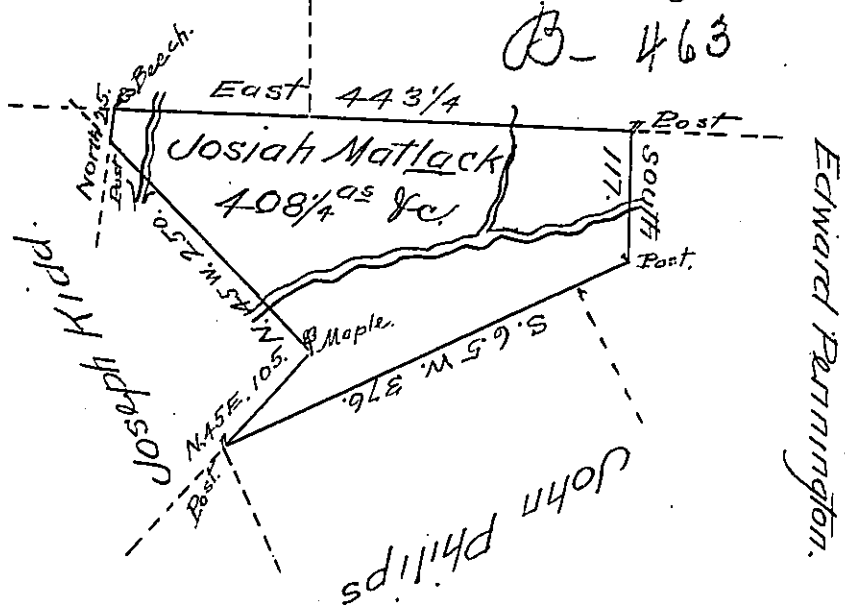 B- 463
Beech.
East 443 1/4
Post
North 25.
Post
Josiah Matlack
408 1/4 as &c.
South
117.
Post.
N. 45 W. 250.
Maple.
N. 45 E. 105.
Post.
S. 65 W. 376.
Joseph Kidd.
John Philips
Edward Pennington.